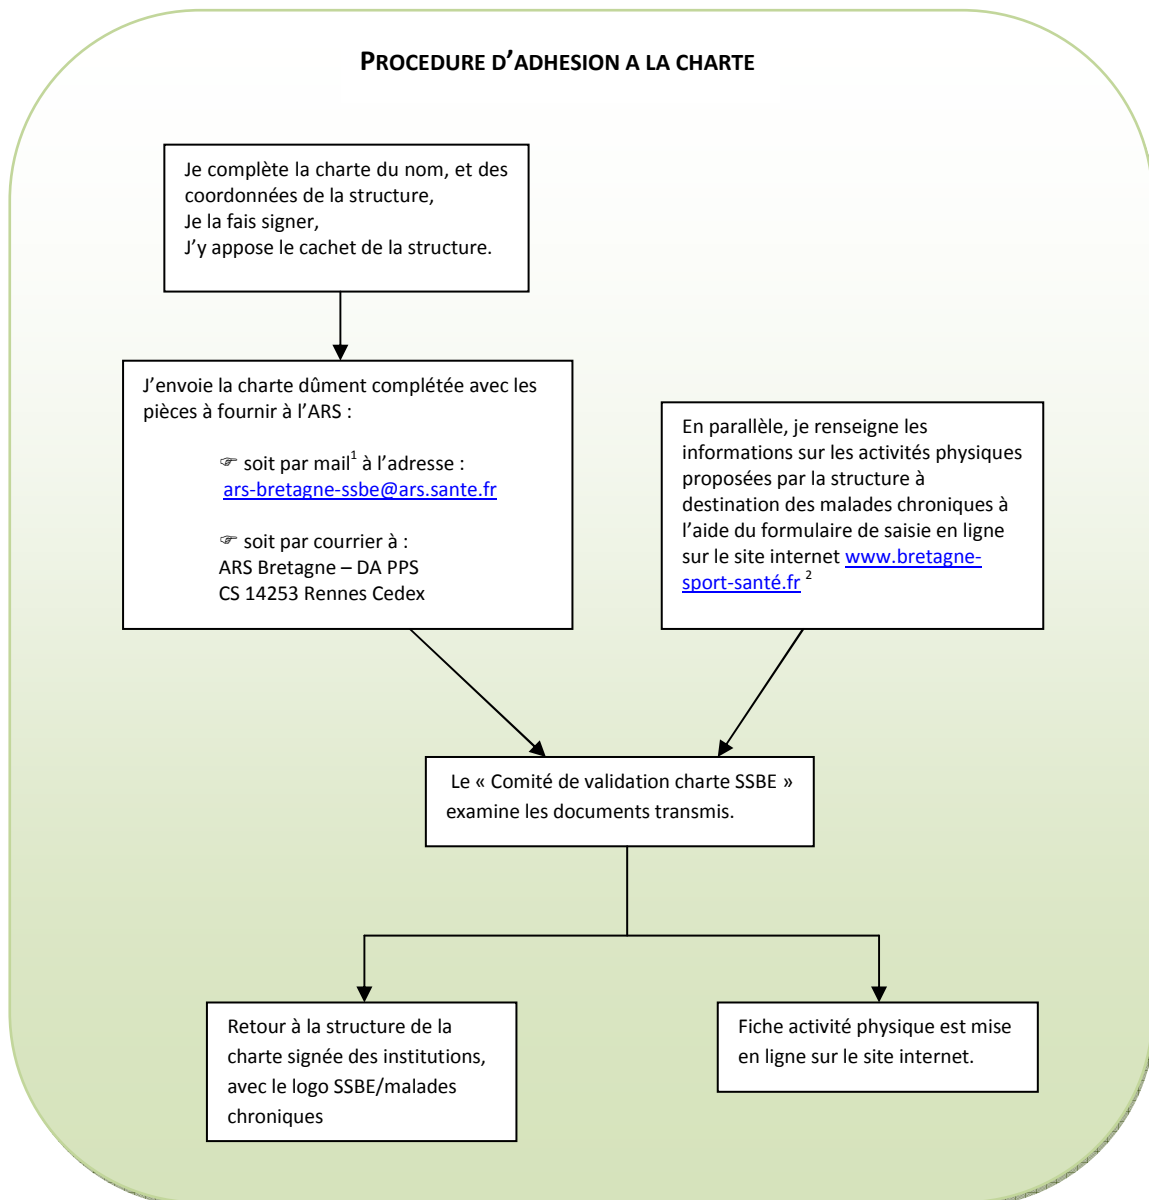 PROCEDURE D'ADHESION A LA CHARTE
Je complète la charte du nom, et des
coordonnées de la structure,
Je la fais signer,
J'y appose le cachet de la structure.
J'envoie la charte dûment complétée avec les
pièces à fournir à l'ARS :
☞ soit par mail1 à l'adresse :
ars-bretagne-ssbe@ars.sante.fr
☞ soit par courrier à :
ARS Bretagne – DA PPS
CS 14253 Rennes Cedex
En parallèle, je renseigne les
informations sur les activités physiques
proposées par la structure à
destination des malades chroniques à
l'aide du formulaire de saisie en ligne
sur le site internet www.bretagne-
sport-santé.fr 2
Le « Comité de validation charte SSBE »
examine les documents transmis.
Retour à la structure de la
charte signée des institutions,
avec le logo SSBE/malades
chroniques
Fiche activité physique est mise
en ligne sur le site internet.